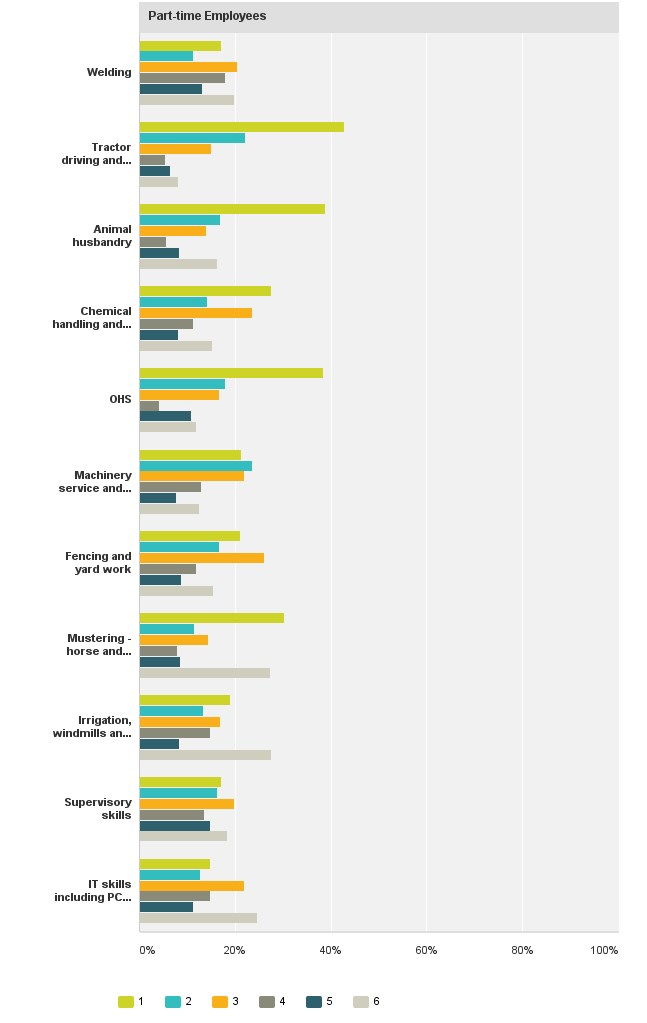 Part-time Employees
Welding
Tractor
driving and...
Animal
husbandry
Chemical
handling and...
OHS
Machinery
service and...
Fencing and
yard work
Mustering -
horse and...
Irrigation,
windmills an...
Supervisory
skills
IT skills
including PC...
0% 20% 40% 60% 80% 100%
1 2 3 4 5 6